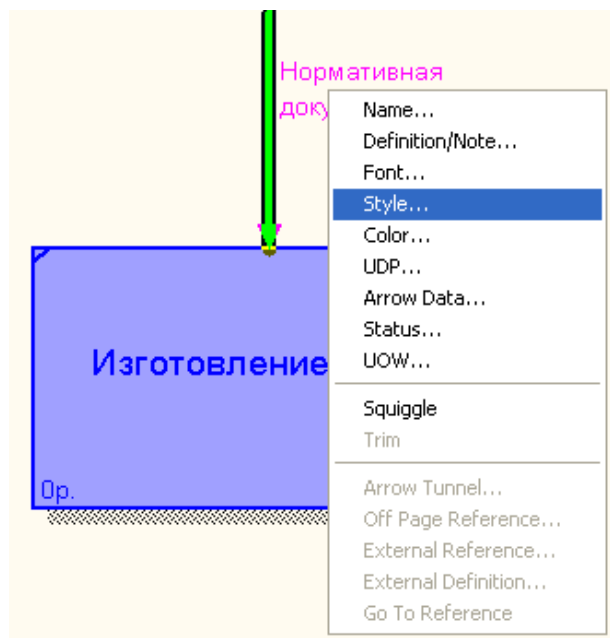 Нормативная
Name...
Definition/Note...
Font...
Style...
Color...
UDP...
Arrow Data...
Status...
UOW...
Squiggle
Trim
Arrow Tunnel...
Off Page Reference...
External Reference...
External Definition...
Go To Reference
Изготовление
0р.